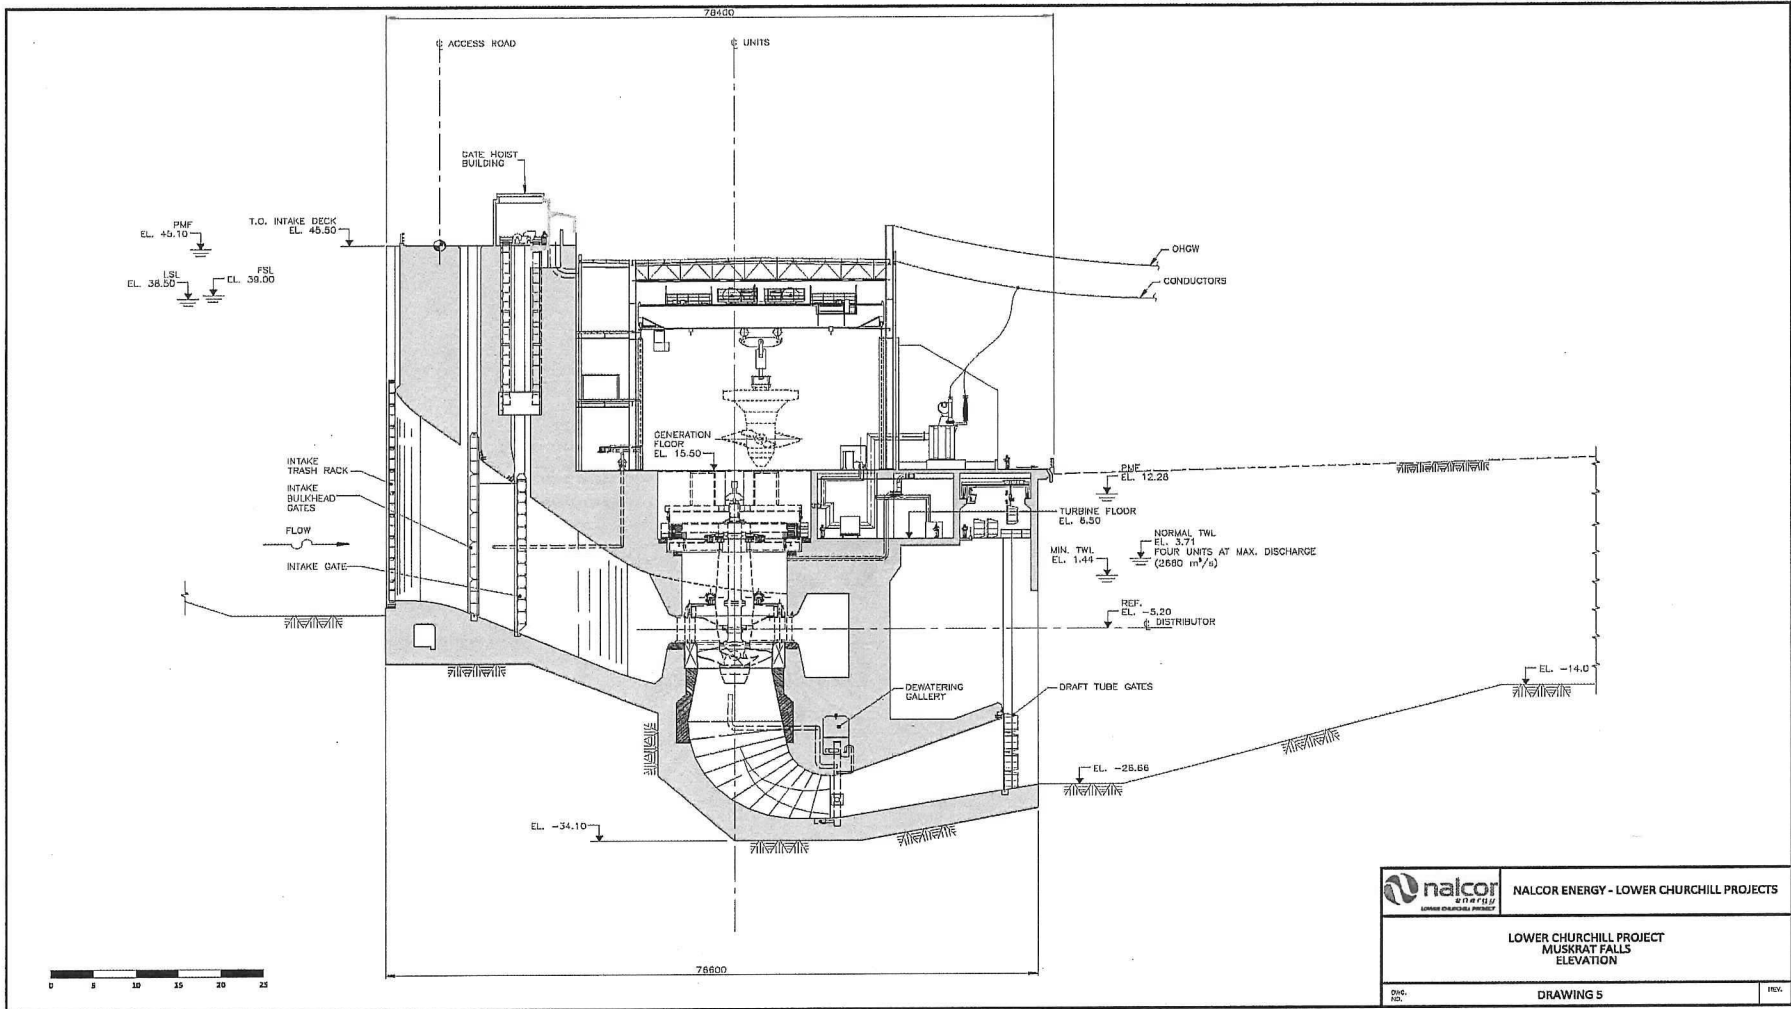 78400
℄ ACCESS ROAD
℄ UNITS
GATE HOIST
BUILDING
PMF
EL. 45.10
T.O. INTAKE DECK
EL. 45.50
LSL
EL. 38.50
FSL
EL. 39.00
OHGW
CONDUCTORS
GENERATION
FLOOR
EL. 15.50
INTAKE
TRASH RACK
INTAKE
BULKHEAD
GATES
FLOW
INTAKE GATE
PMF
EL. 12.28
TURBINE FLOOR
EL. 6.50
NORMAL TWL
EL. 3.71
FOUR UNITS AT MAX. DISCHARGE
(2660 m³/s)
MIN. TWL
EL. 1.44
REF.
EL. -5.20
℄ DISTRIBUTOR
EL. -14.0
DEWATERING
GALLERY
DRAFT TUBE GATES
EL. -26.66
EL. -34.10
76600
0 5 10 15 20 25
nalcor
energy
LOWER CHURCHILL PROJECT
NALCOR ENERGY - LOWER CHURCHILL PROJECTS
LOWER CHURCHILL PROJECT
MUSKRAT FALLS
ELEVATION
DWG.
NO.
DRAWING 5
REV.